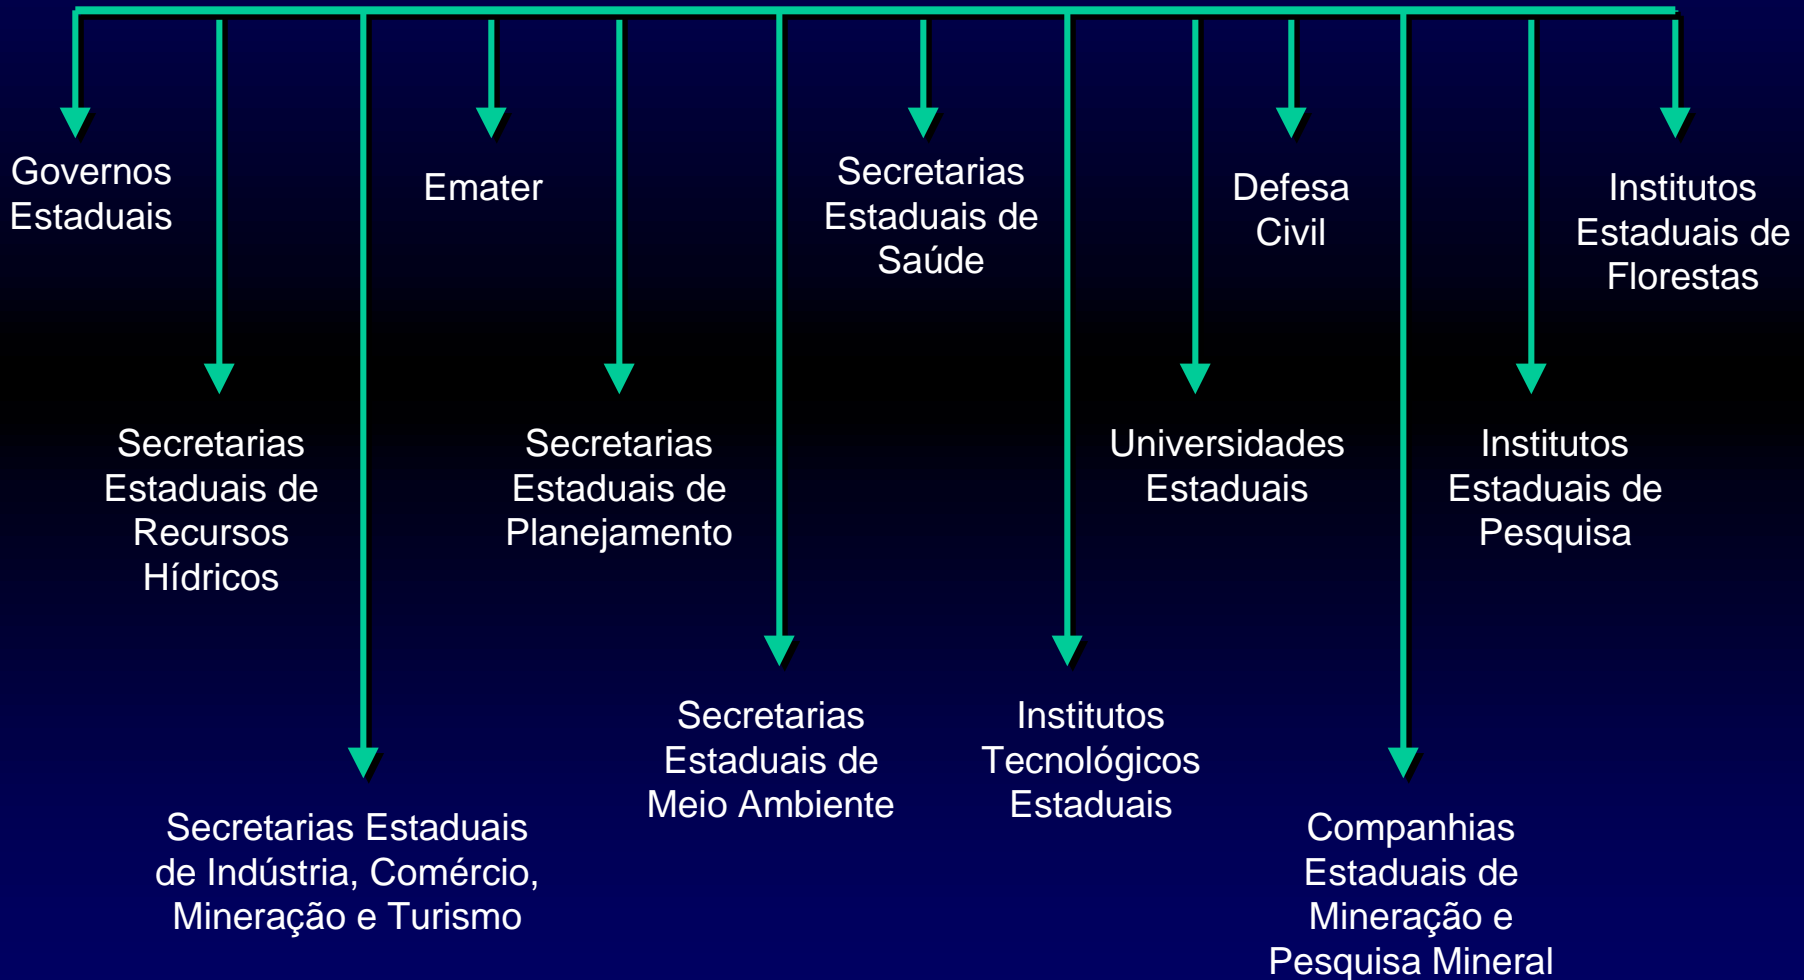 Governos
Estaduais
Emater
Secretarias
Estaduais de
Saúde
Defesa
Civil
Institutos
Estaduais de
Florestas
Secretarias
Estaduais de
Recursos
Hídricos
Secretarias
Estaduais de
Planejamento
Universidades
Estaduais
Institutos
Estaduais de
Pesquisa
Secretarias
Estaduais de
Meio Ambiente
Institutos
Tecnológicos
Estaduais
Secretarias Estaduais
de Indústria, Comércio,
Mineração e Turismo
Companhias
Estaduais de
Mineração e
Pesquisa Mineral